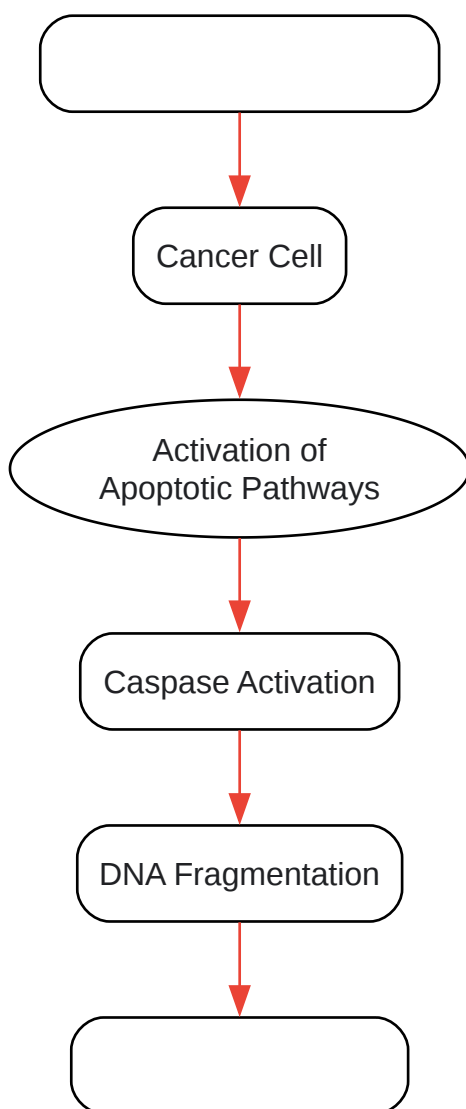 Cancer Cell
Activation of
Apoptotic Pathways
Caspase Activation
DNA Fragmentation